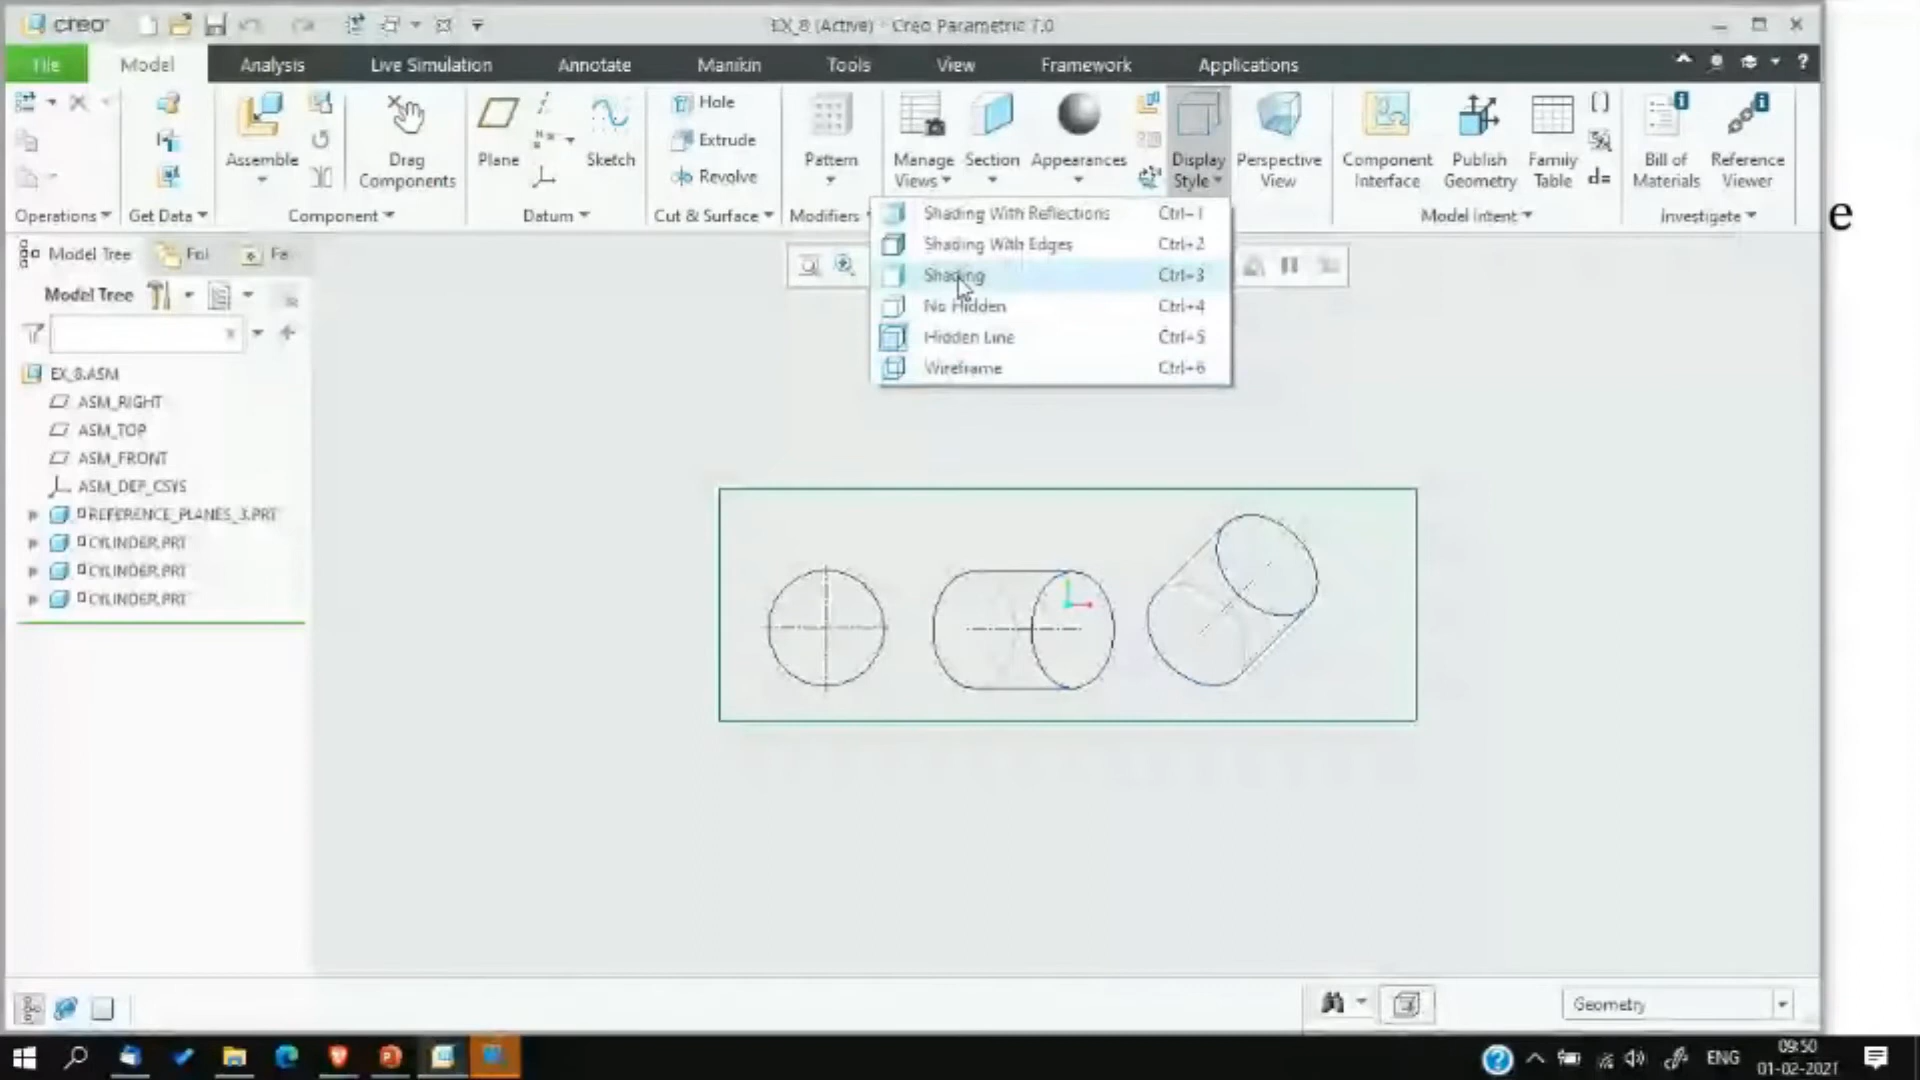 creo
EX_8 (Active) - Creo Parametric 7.0
File
Model
Analysis
Live Simulation
Annotate
Manikin
Tools
View
Framework
Applications
?
Assemble
Drag
Components
Plane
Sketch
Hole
Extrude
Revolve
Pattern
Manage
Views
Section
Appearances
Display
Style
Perspective
View
Component
Interface
Publish
Geometry
Family
Table
d=
Bill of
Materials
Reference
Viewer
Operations
Get Data
Component
Datum
Cut & Surface
Modifiers
Model Intent
Investigate
e
Shading With Reflections Ctrl+1
Shading With Edges Ctrl+2
Shading Ctrl+3
No Hidden Ctrl+4
Hidden Line Ctrl+5
Wireframe Ctrl+6
Model Tree
Fol
Fa
Model Tree
EX_8.ASM
ASM_RIGHT
ASM_TOP
ASM_FRONT
ASM_DEF_CSYS
REFERENCE_PLANES_3.PRT
CYLINDER.PRT
CYLINDER.PRT
CYLINDER.PRT
Geometry
ENG
09:50
01-02-2021